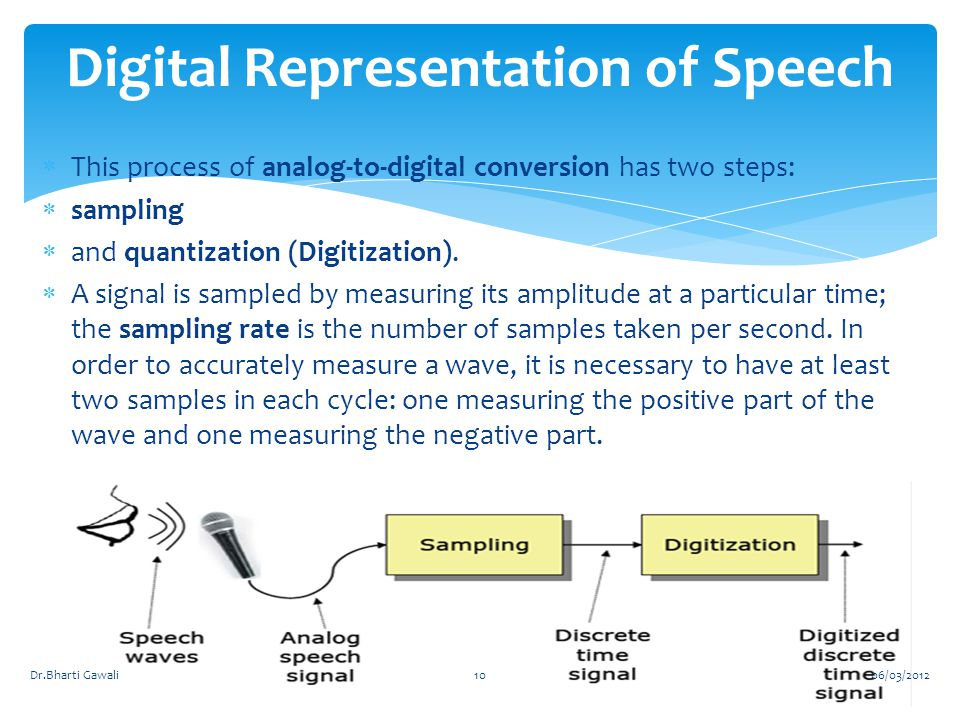 Digital Representation of Speech
This process of analog-to-digital conversion has two steps:
sampling
and quantization (Digitization).
A signal is sampled by measuring its amplitude at a particular time;
the sampling rate is the number of samples taken per second. In
order to accurately measure a wave, it is necessary to have at least
two samples in each cycle: one measuring the positive part of the
wave and one measuring the negative part.
Sampling
Digitization
Speech
waves
Analog
speech
signal
Discrete
time
signal
Digitized
discrete
time
signal
Dr.Bharti Gawali
10
06/03/2012